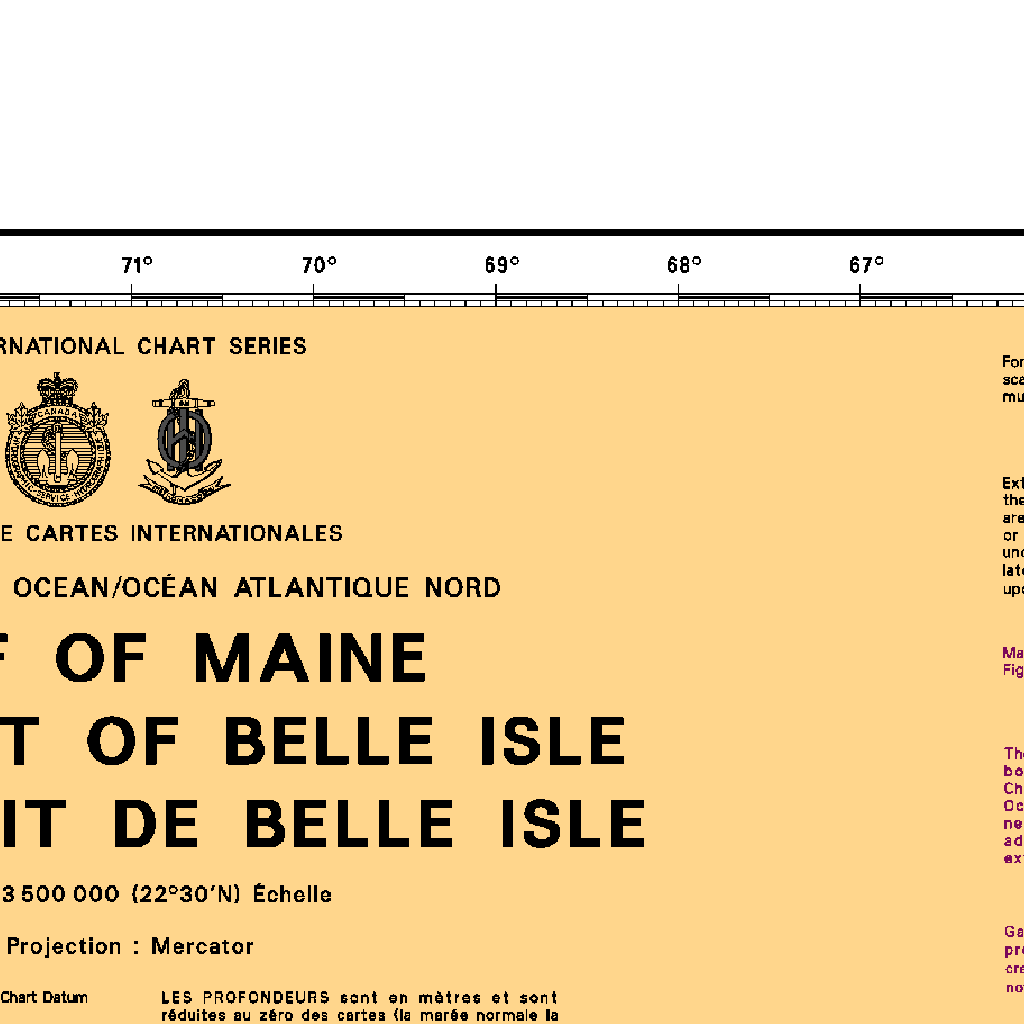 71° 70° 69° 68° 67°
RNATIONAL CHART SERIES
CANADA
E CARTES INTERNATIONALES
OCEAN/OCÉAN ATLANTIQUE NORD
F OF MAINE
T OF BELLE ISLE
IT DE BELLE ISLE
3 500 000 (22°30′N) Échelle
Projection : Mercator
Chart Datum
LES PROFONDEURS sont en mètres et sont
réduites au zéro des cartes (la marée normale la
For
sca
mu
Ext
the
are
or
und
late
upo
Ma
Fig
The
bo
Ch
Oc
ne
ad
ex
Ga
pre
cre
no